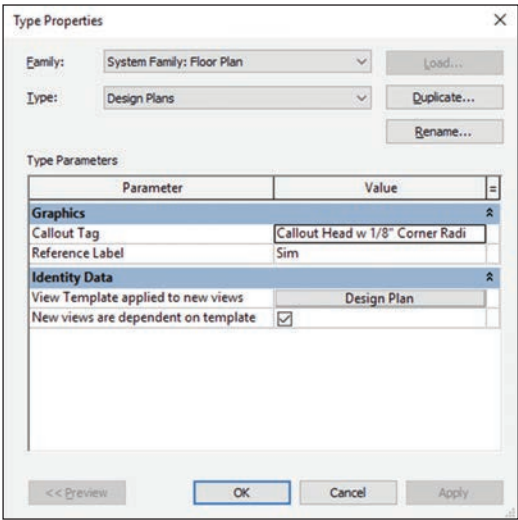 Type Properties
Family: System Family: Floor Plan Load...
Type: Design Plans Duplicate...
Rename...
Type Parameters
Parameter Value =
Graphics
Callout Tag Callout Head w 1/8" Corner Radi
Reference Label Sim
Identity Data
View Template applied to new views Design Plan
New views are dependent on template
<< Preview OK Cancel Apply